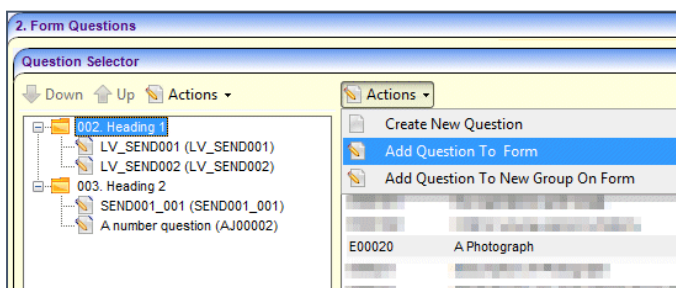 2. Form Questions
Question Selector
Down Up Actions
Actions
002. Heading 1
LV_SEND001 (LV_SEND001)
LV_SEND002 (LV_SEND002)
003. Heading 2
SEND001_001 (SEND001_001)
A number question (AJ00002)
Create New Question
Add Question To Form
Add Question To New Group On Form
E00020 A Photograph